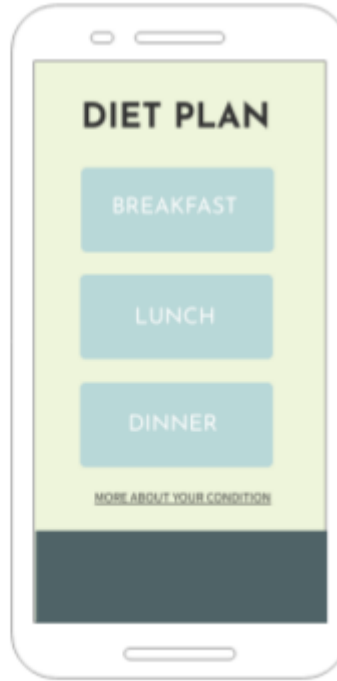 DIET PLAN
BREAKFAST
LUNCH
DINNER
MORE ABOUT YOUR CONDITION